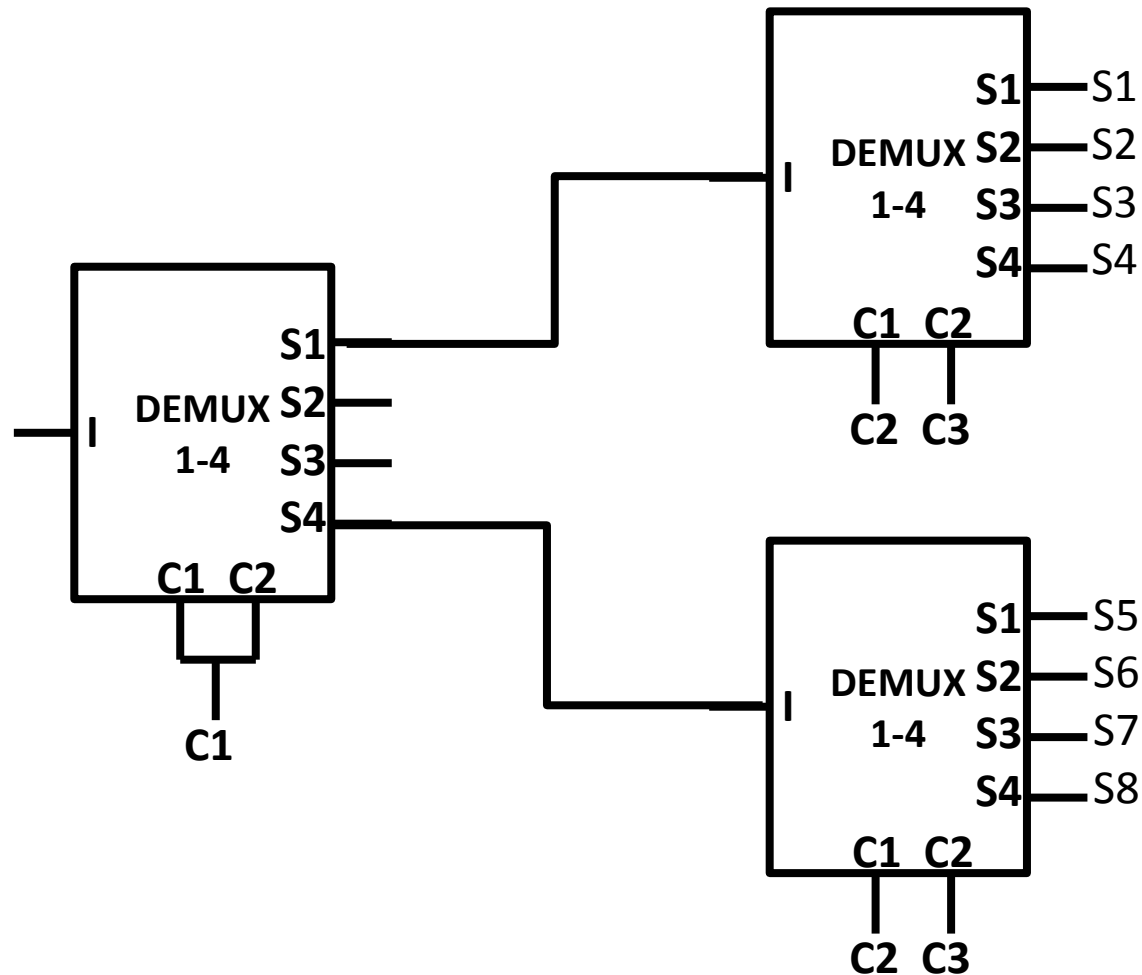 I
DEMUX
1-4
S1
S2
S3
S4
C1 C2
C1
I
DEMUX
1-4
S1
S2
S3
S4
C1 C2
C2 C3
S1
S2
S3
S4
I
DEMUX
1-4
S1
S2
S3
S4
C1 C2
C2 C3
S5
S6
S7
S8